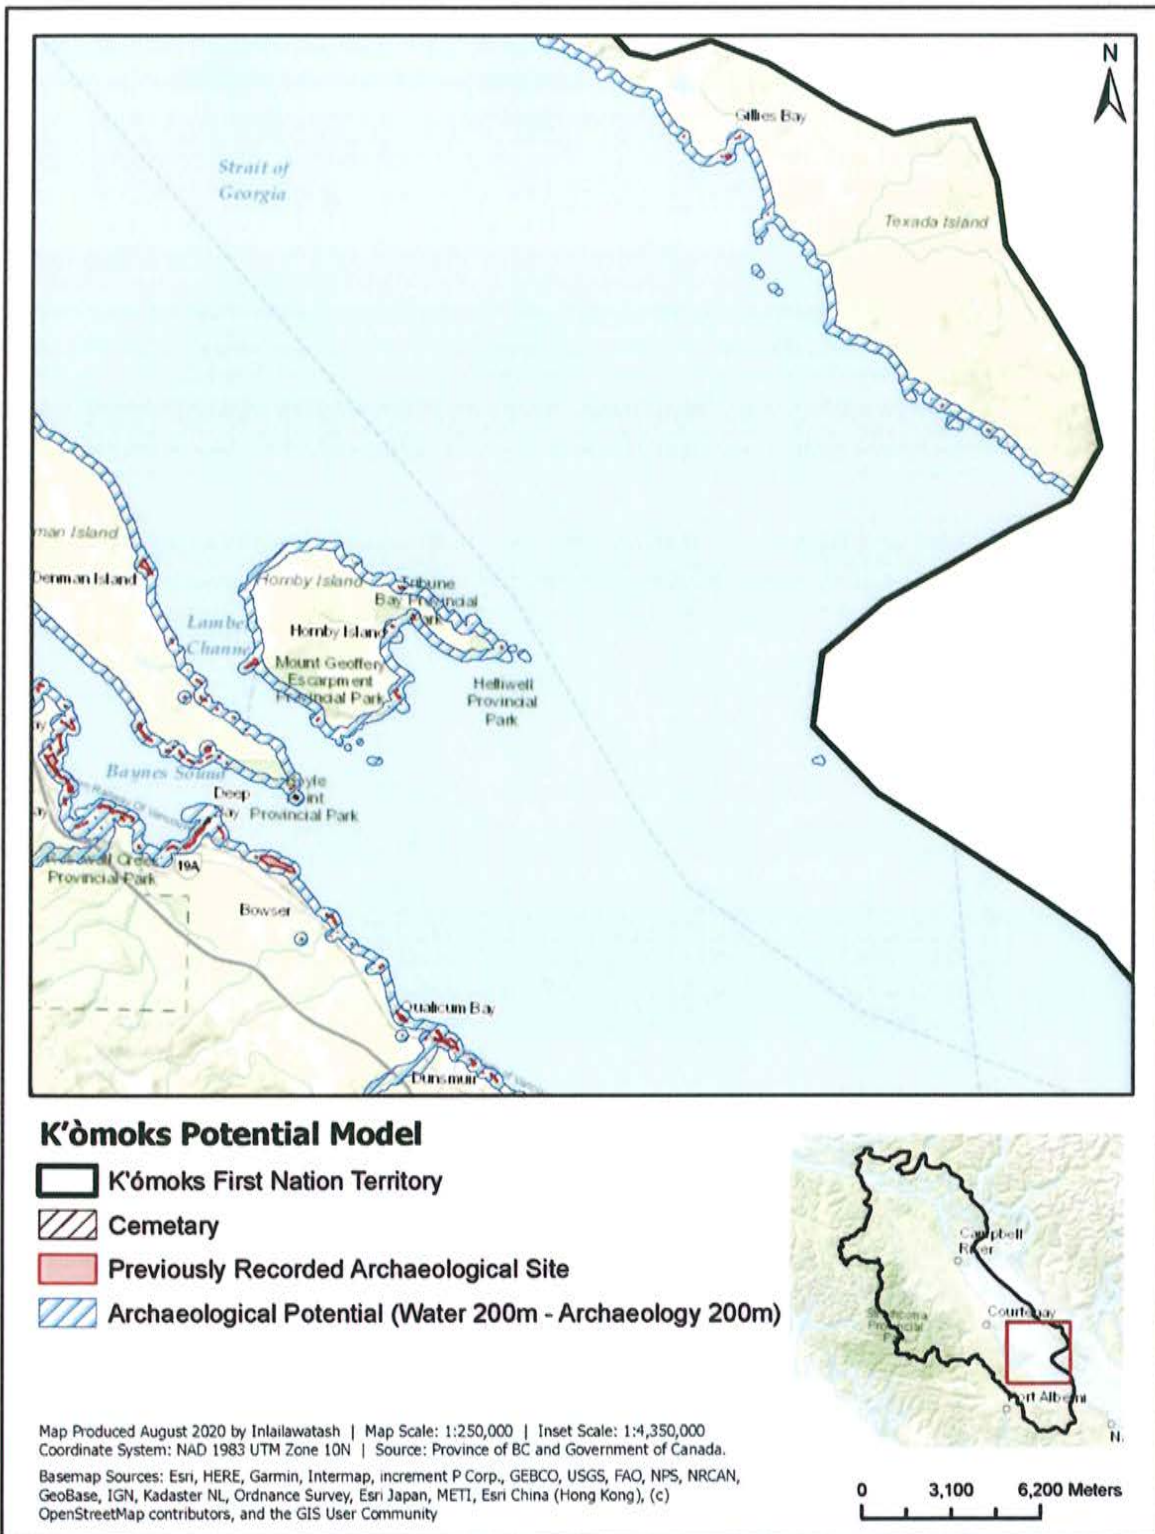 N
Gillies Bay
Strait of
Georgia
Texada Island
man Island
Denman Island
Hornby Island
Tribune
Bay Provincial
Park
Hornby Island
Mount Geoffery
Escarpment
Provincial Park
Helliwell
Provincial
Park
Baynes Sound
Deep
Provincial Park
19A
Provincial Park
Bowser
Qualicum Bay
Dunsmuir
K'òmoks Potential Model
K'ómoks First Nation Territory
Cemetary
Previously Recorded Archaeological Site
Archaeological Potential (Water 200m - Archaeology 200m)
Campbell
River
Courtenay
Port Alberni
N.
Map Produced August 2020 by Inlailawatash | Map Scale: 1:250,000 | Inset Scale: 1:4,350,000
Coordinate System: NAD 1983 UTM Zone 10N | Source: Province of BC and Government of Canada.
Basemap Sources: Esri, HERE, Garmin, Intermap, increment P Corp., GEBCO, USGS, FAO, NPS, NRCAN,
GeoBase, IGN, Kadaster NL, Ordnance Survey, Esri Japan, METI, Esri China (Hong Kong), (c)
OpenStreetMap contributors, and the GIS User Community
0 3,100 6,200 Meters